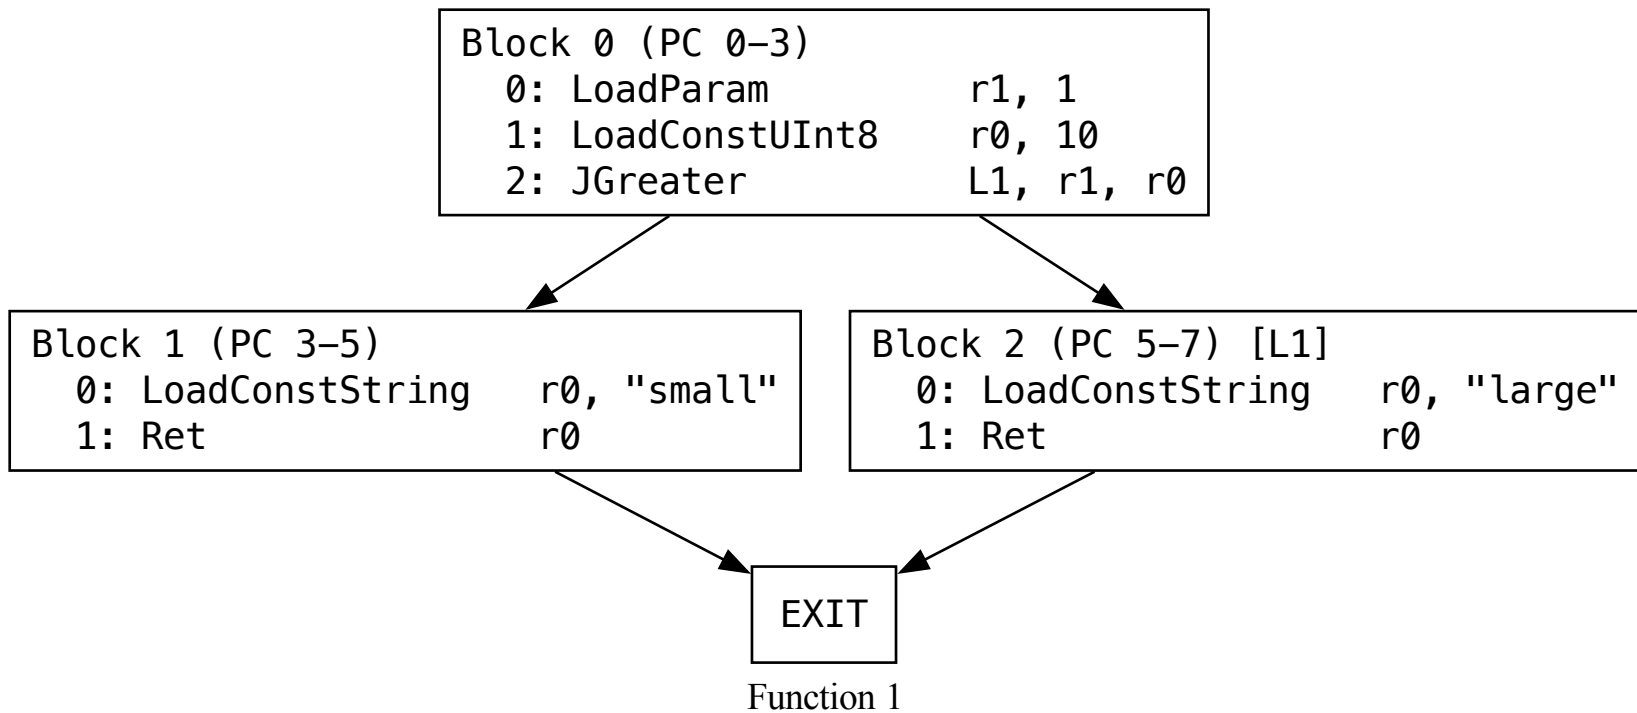 Block 0 (PC 0–3)
  0: LoadParam         r1, 1
  1: LoadConstUInt8    r0, 10
  2: JGreater          L1, r1, r0
Block 1 (PC 3–5)
  0: LoadConstString   r0, "small"
  1: Ret               r0
Block 2 (PC 5–7) [L1]
  0: LoadConstString   r0, "large"
  1: Ret               r0
EXIT
Function 1